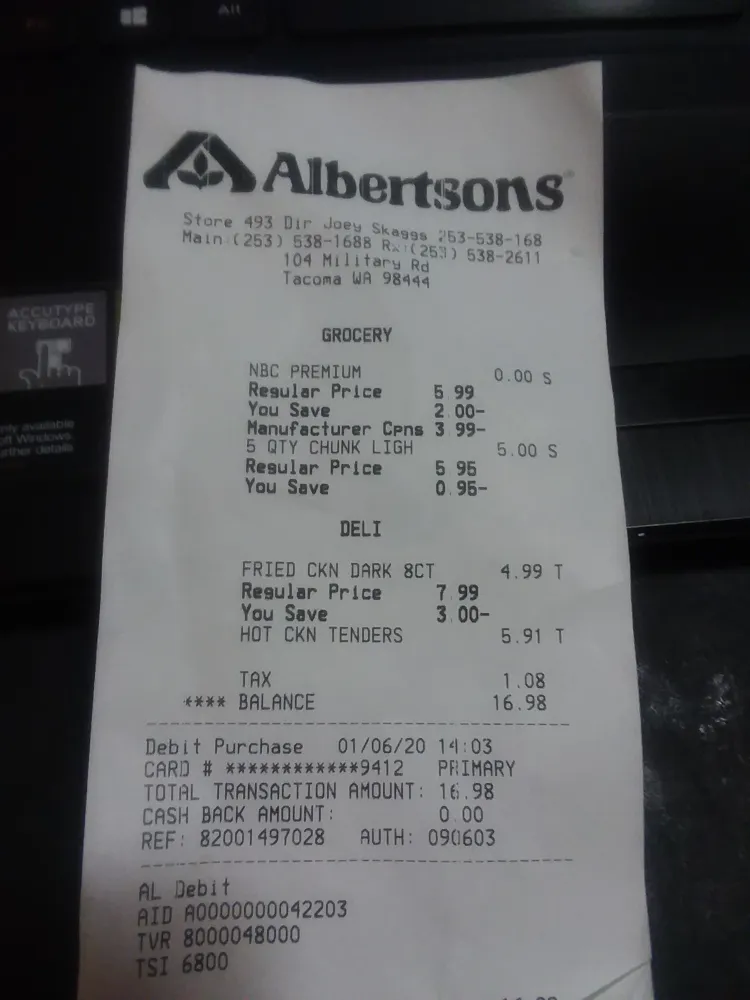 Alt
Albertsons
Store 493 Dir Joey Skaggs 253-538-168
Main:(253) 538-1688 Rx:(253) 538-2611
104 Military Rd
Tacoma WA 98444
ACCUTYPE
KEYBOARD
GROCERY
NBC PREMIUM 0.00 S
Regular Price 5.99
You Save 2.00-
Manufacturer Cpns 3.99-
5 QTY CHUNK LIGH 5.00 S
Regular Price 5.95
You Save 0.95-
DELI
FRIED CKN DARK 8CT 4.99 T
Regular Price 7.99
You Save 3.00-
HOT CKN TENDERS 5.91 T
TAX 1.08
**** BALANCE 16.98
Debit Purchase 01/06/20 14:03
CARD # ************9412 PRIMARY
TOTAL TRANSACTION AMOUNT: 16.98
CASH BACK AMOUNT: 0.00
REF: 82001497028 AUTH: 090603
AL Debit
AID A0000000042203
TVR 8000048000
TSI 6800
available
Windows.
details